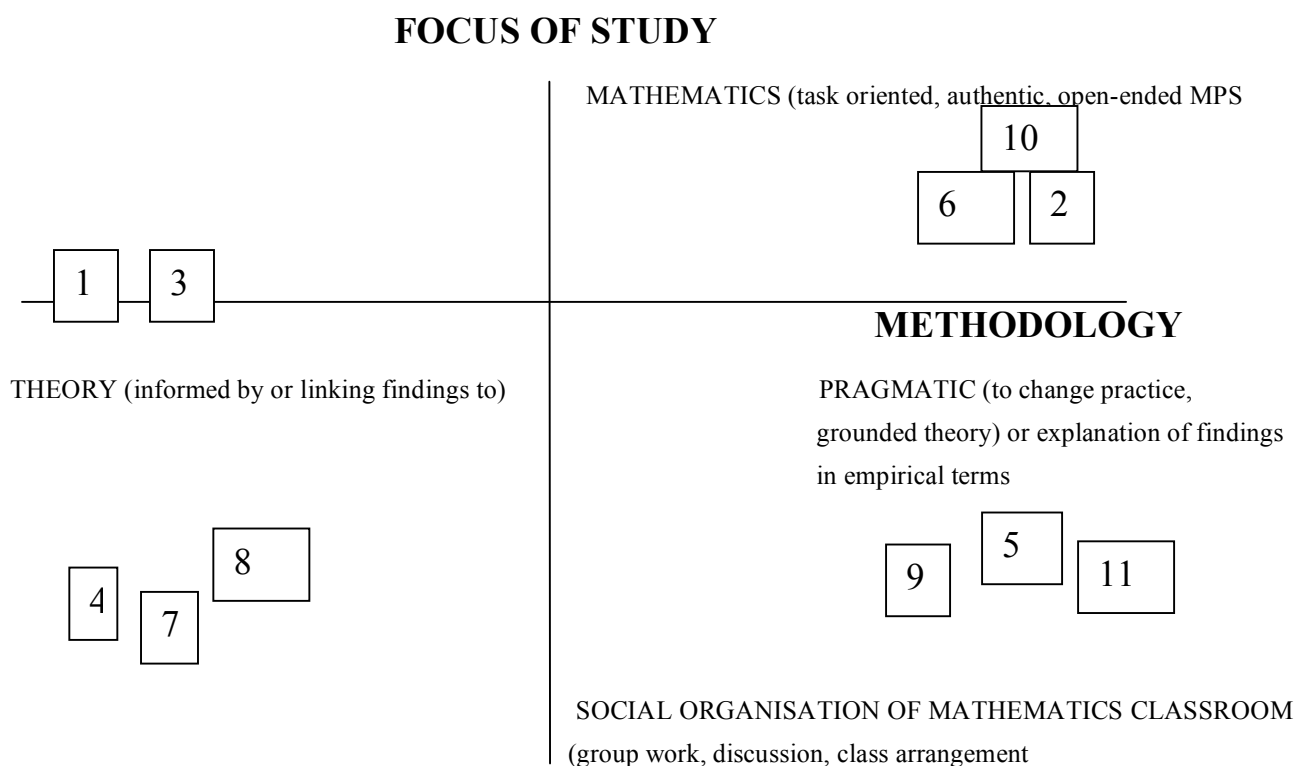 FOCUS OF STUDY
MATHEMATICS (task oriented, authentic, open-ended MPS
10
6
2
1
3
METHODOLOGY
THEORY (informed by or linking findings to)
PRAGMATIC (to change practice,
grounded theory) or explanation of findings
in empirical terms
8
5
4
9
11
7
SOCIAL ORGANISATION OF MATHEMATICS CLASSROOM
(group work, discussion, class arrangement